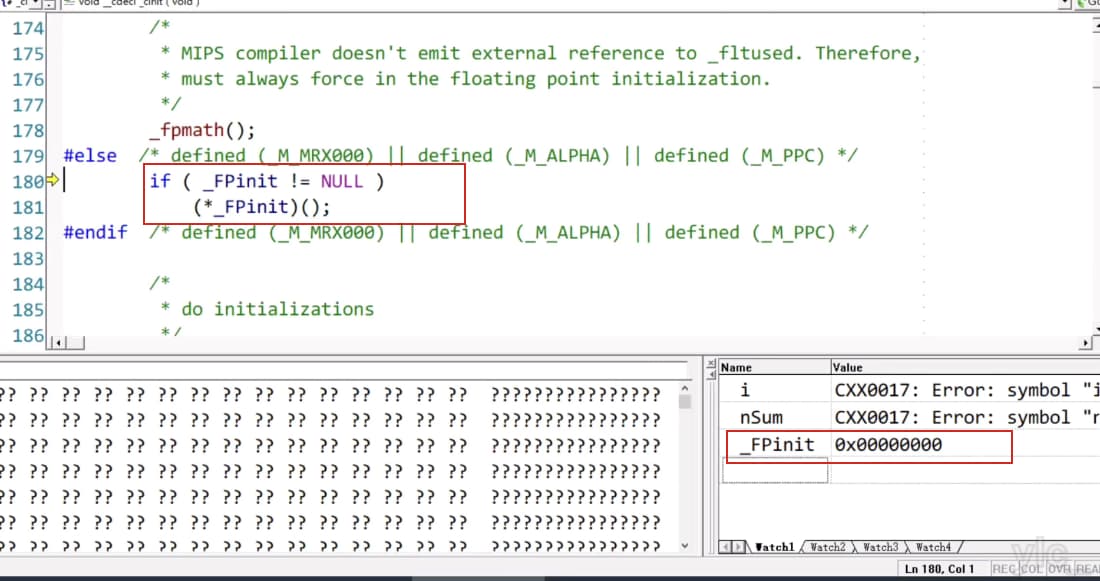 void __cdecl _cinit ( void )
174 /*
175 * MIPS compiler doesn't emit external reference to _fltused. Therefore,
176 * must always force in the floating point initialization.
177 */
178 _fpmath();
179 #else /* defined (_M_MRX000) || defined (_M_ALPHA) || defined (_M_PPC) */
180 if ( _FPinit != NULL )
181 (*_FPinit)();
182 #endif /* defined (_M_MRX000) || defined (_M_ALPHA) || defined (_M_PPC) */
183
184 /*
185 * do initializations
186 */
?? ?? ?? ?? ?? ?? ?? ?? ?? ?? ?? ?? ?? ?? ?? ????????????????
?? ?? ?? ?? ?? ?? ?? ?? ?? ?? ?? ?? ?? ?? ?? ????????????????
?? ?? ?? ?? ?? ?? ?? ?? ?? ?? ?? ?? ?? ?? ?? ????????????????
?? ?? ?? ?? ?? ?? ?? ?? ?? ?? ?? ?? ?? ?? ?? ????????????????
?? ?? ?? ?? ?? ?? ?? ?? ?? ?? ?? ?? ?? ?? ?? ????????????????
?? ?? ?? ?? ?? ?? ?? ?? ?? ?? ?? ?? ?? ?? ?? ????????????????
?? ?? ?? ?? ?? ?? ?? ?? ?? ?? ?? ?? ?? ?? ?? ????????????????
Name Value
i CXX0017: Error: symbol "i
nSum CXX0017: Error: symbol "n
_FPinit 0x00000000
Watch1 Watch2 Watch3 Watch4
Ln 180, Col 1 REC COL OVR REA